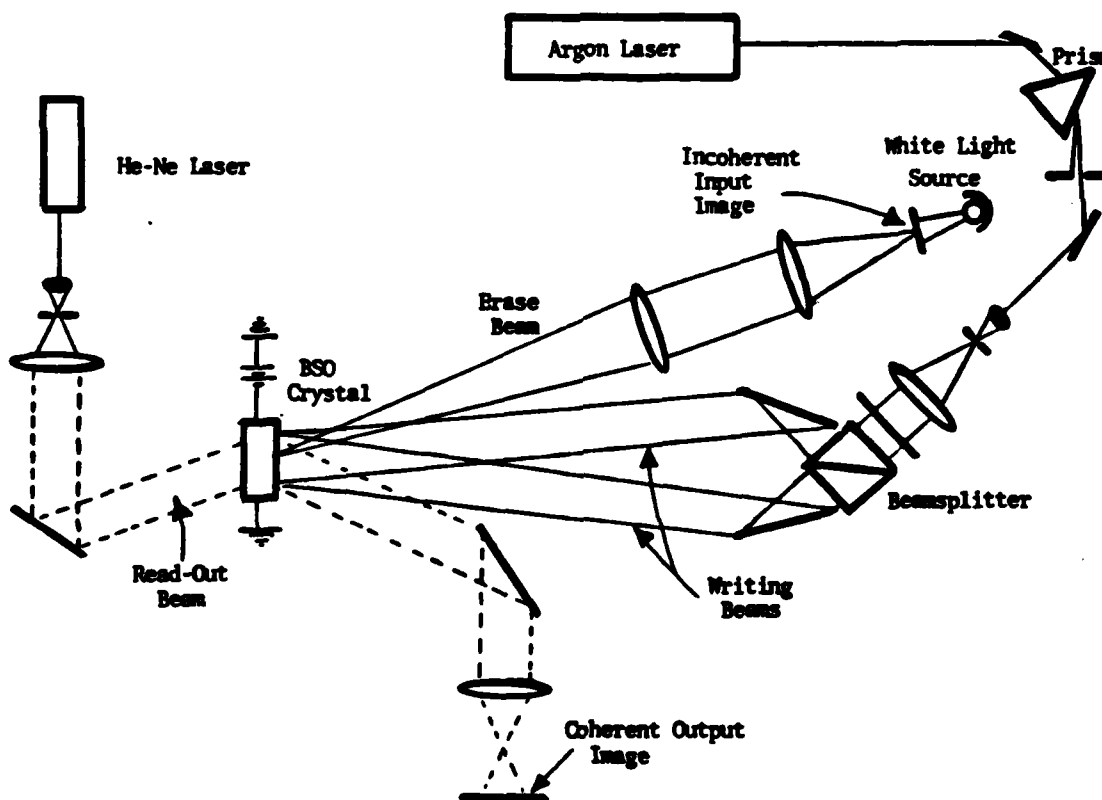 Argon Laser
Prism
He-Ne Laser
Incoherent
Input
Image
White Light
Source
Erase
Beam
BSO
Crystal
Beamsplitter
Read-Out
Beam
Writing
Beams
Coherent Output
Image